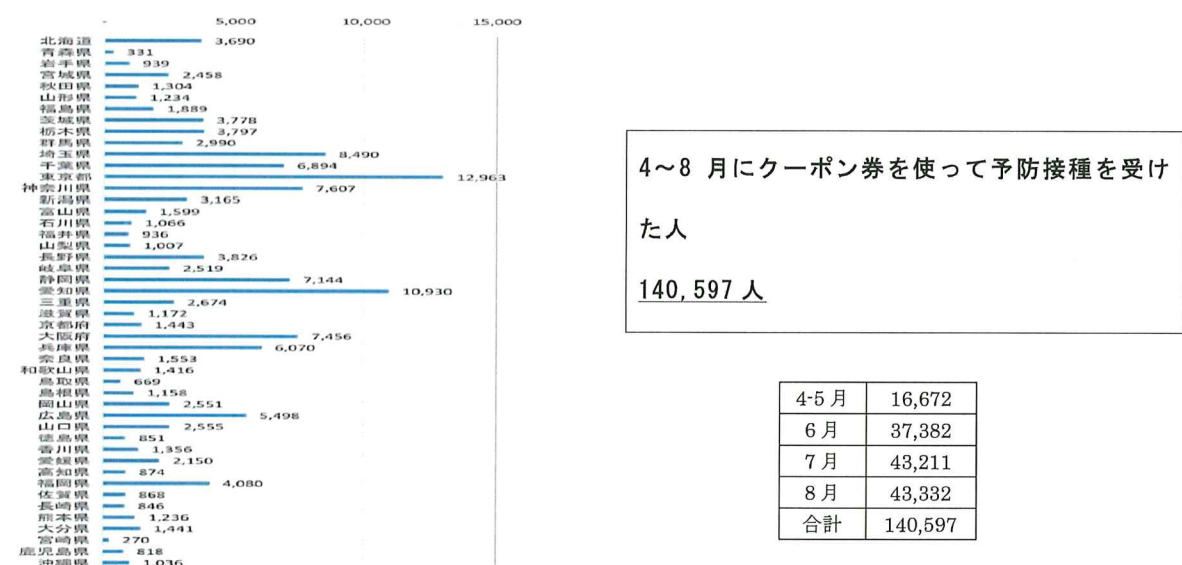 - 5,000 10,000 15,000
北海道 3,690
青森県 331
岩手県 939
宮城県 2,458
秋田県 1,304
山形県 1,234
福島県 1,889
茨城県 3,778
栃木県 3,797
群馬県 2,990
埼玉県 8,490
千葉県 6,894
東京都 12,963
神奈川県 7,607
新潟県 3,165
富山県 1,599
石川県 1,066
福井県 936
山梨県 1,007
長野県 3,826
岐阜県 2,519
静岡県 7,144
愛知県 10,930
三重県 2,674
滋賀県 1,172
京都府 1,443
大阪府 7,456
兵庫県 6,070
奈良県 1,553
和歌山県 1,416
鳥取県 669
島根県 1,158
岡山県 2,551
広島県 5,498
山口県 2,555
徳島県 851
香川県 1,356
愛媛県 2,150
高知県 874
福岡県 4,080
佐賀県 868
長崎県 846
熊本県 1,236
大分県 1,441
宮崎県 270
鹿児島県 818
沖縄県 1,036
4～8 月にクーポン券を使って予防接種を受け
た人
140,597 人
4-5 月 16,672
6 月 37,382
7 月 43,211
8 月 43,332
合計 140,597